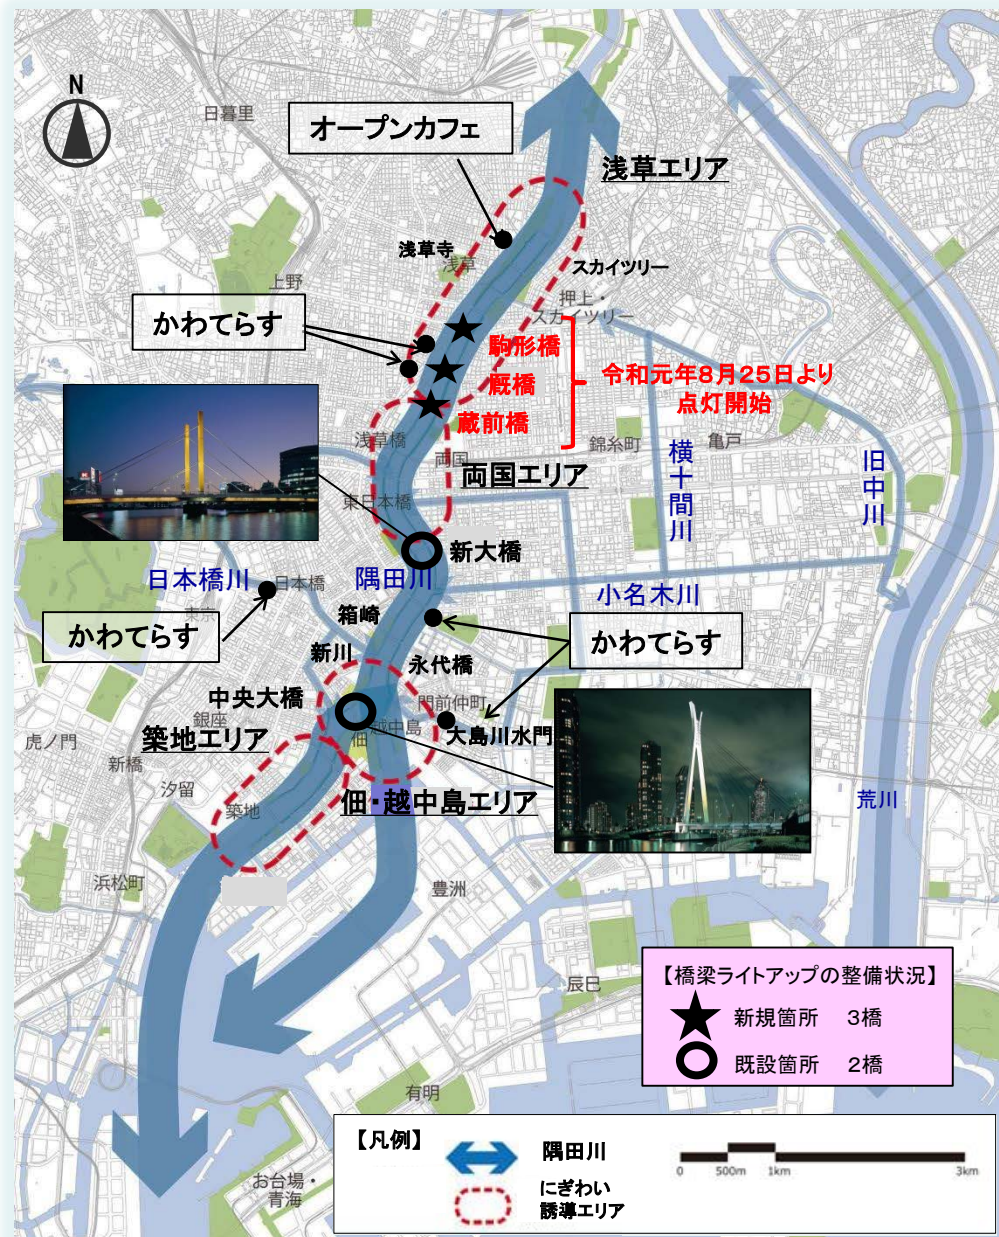 N
日暮里
オープンカフェ
浅草エリア
浅草寺
浅草
スカイツリー
上野
押上・
スカイツリー
かわてらす
駒形橋
厩橋
蔵前橋
令和元年8月25日より
点灯開始
浅草橋
両国
錦糸町
亀戸
両国エリア
横十間川
旧中川
東日本橋
新大橋
日本橋川
日本橋
隅田川
小名木川
東京
箱崎
かわてらす
かわてらす
新川
永代橋
中央大橋
門前仲町
銀座
越中島
佃
大島川水門
虎ノ門
築地エリア
新橋
汐留
佃・越中島エリア
築地
荒川
浜松町
豊洲
辰巳
【橋梁ライトアップの整備状況】
新規箇所 3橋
既設箇所 2橋
有明
お台場・
青海
【凡例】
隅田川
にぎわい
誘導エリア
0 500m 1km 3km